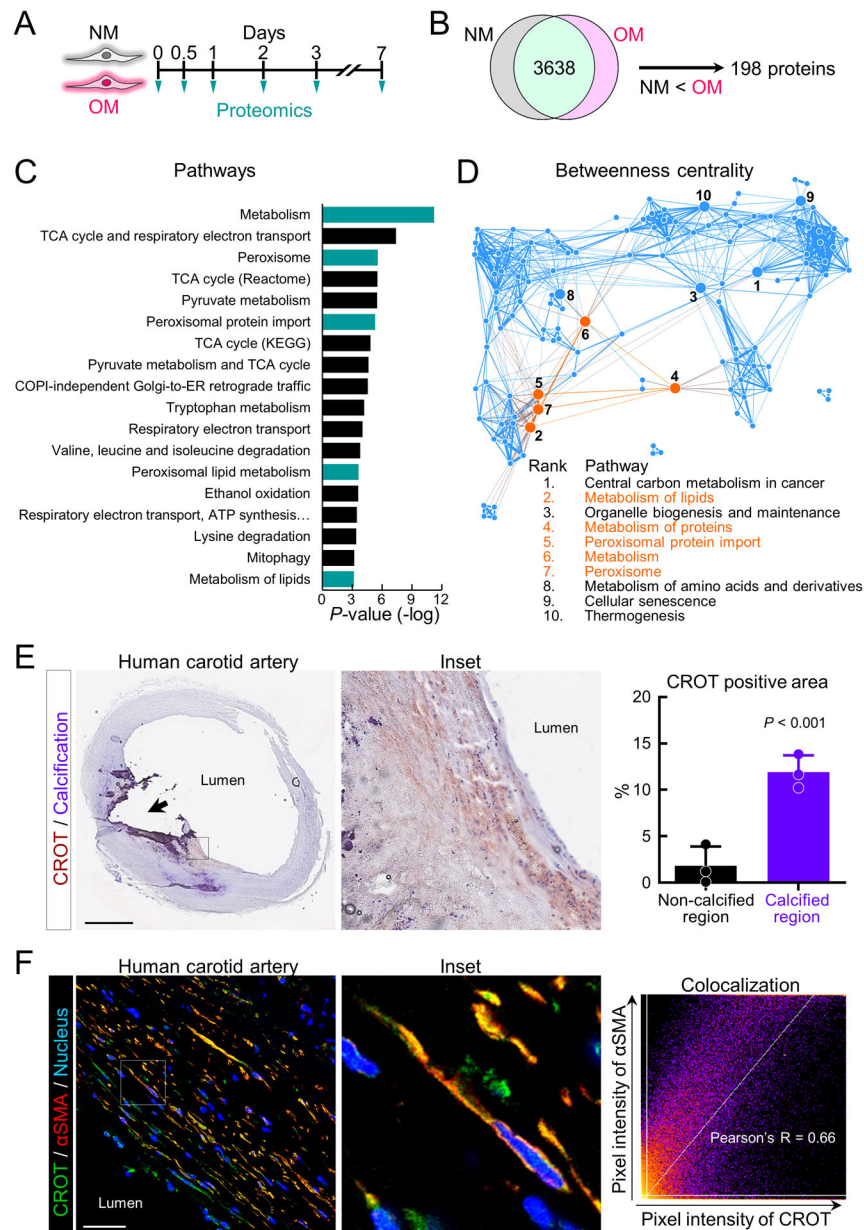 A
NM
OM
Days
0 0.5 1 2 3 7
Proteomics
B
NM
OM
3638
NM < OM
198 proteins
C
Pathways
Metabolism
TCA cycle and respiratory electron transport
Peroxisome
TCA cycle (Reactome)
Pyruvate metabolism
Peroxisomal protein import
TCA cycle (KEGG)
Pyruvate metabolism and TCA cycle
COPI-independent Golgi-to-ER retrograde traffic
Tryptophan metabolism
Respiratory electron transport
Valine, leucine and isoleucine degradation
Peroxisomal lipid metabolism
Ethanol oxidation
Respiratory electron transport, ATP synthesis…
Lysine degradation
Mitophagy
Metabolism of lipids
0 3 6 9 12
P-value (-log)
D
Betweenness centrality
10
9
1
3
8
6
4
5
7
2
Rank Pathway
1. Central carbon metabolism in cancer
2. Metabolism of lipids
3. Organelle biogenesis and maintenance
4. Metabolism of proteins
5. Peroxisomal protein import
6. Metabolism
7. Peroxisome
8. Metabolism of amino acids and derivatives
9. Cellular senescence
10. Thermogenesis
E
CROT / Calcification
Human carotid artery
Lumen
Inset
Lumen
CROT positive area
P < 0.001
%
20
15
10
5
0
Non-calcified
region
Calcified
region
F
CROT / αSMA / Nucleus
Human carotid artery
Lumen
Inset
Colocalization
Pixel intensity of αSMA
Pearson's R = 0.66
Pixel intensity of CROT